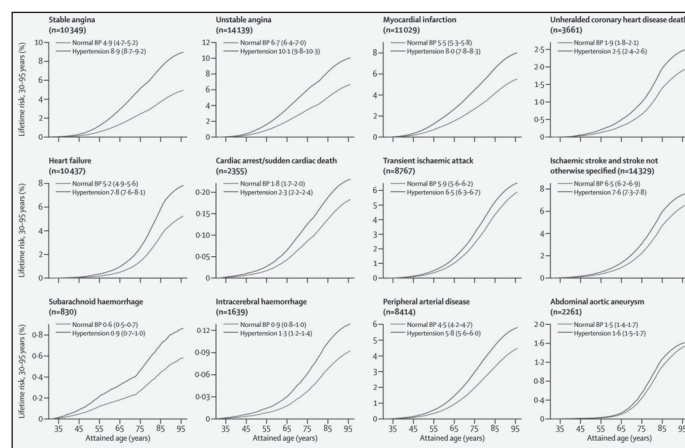 Stable angina
(n=10 349)
Normal BP 4·9 (4·7–5·2)
Hypertension 8·9 (8·7–9·2)
Lifetime risk, 30–95 years (%)
10
8
6
4
2
0
Unstable angina
(n=14 139)
Normal BP 6·7 (6·4–7·0)
Hypertension 10·1 (9·8–10·3)
12
10
8
6
4
2
0
Myocardial infarction
(n=11 029)
Normal BP 5·5 (5·3–5·8)
Hypertension 8·0 (7·8–8·3)
10
8
6
4
2
0
Unheralded coronary heart disease death
(n=3661)
Normal BP 1·9 (1·8–2·1)
Hypertension 2·5 (2·4–2·6)
2·5
2·0
1·5
1·0
0·5
0
Heart failure
(n=10 437)
Normal BP 5·2 (4·9–5·6)
Hypertension 7·8 (7·6–8·1)
Lifetime risk, 30–95 years (%)
8
6
4
2
0
Cardiac arrest/sudden cardiac death
(n=2355)
Normal BP 1·8 (1·7–2·0)
Hypertension 2·3 (2·2–2·4)
0·20
0·15
0·10
0·05
0
Transient ischaemic attack
(n=8767)
Normal BP 5·9 (5·6–6·2)
Hypertension 6·5 (6·3–6·7)
7
6
5
4
3
2
1
0
Ischaemic stroke and stroke not
otherwise specified (n=14 329)
Normal BP 6·5 (6·2–6·9)
Hypertension 7·6 (7·3–7·8)
8
6
4
2
0
Subarachnoid haemorrhage
(n=830)
Normal BP 0·6 (0·5–0·7)
Hypertension 0·9 (0·7–1·0)
Lifetime risk, 30–95 years (%)
0·8
0·6
0·4
0·2
0
35 45 55 65 75 85 95
Attained age (years)
Intracerebral haemorrhage
(n=1639)
Normal BP 0·9 (0·8–1·0)
Hypertension 1·3 (1·2–1·4)
0·12
0·09
0·06
0·03
0
35 45 55 65 75 85 95
Attained age (years)
Peripheral arterial disease
(n=8414)
Normal BP 4·5 (4·2–4·7)
Hypertension 5·8 (5·6–6·0)
6
5
4
3
2
1
0
35 45 55 65 75 85 95
Attained age (years)
Abdominal aortic aneurysm
(n=2261)
Normal BP 1·5 (1·4–1·7)
Hypertension 1·6 (1·5–1·7)
2·0
1·6
1·2
0·8
0·4
0
35 45 55 65 75 85 95
Attained age (years)